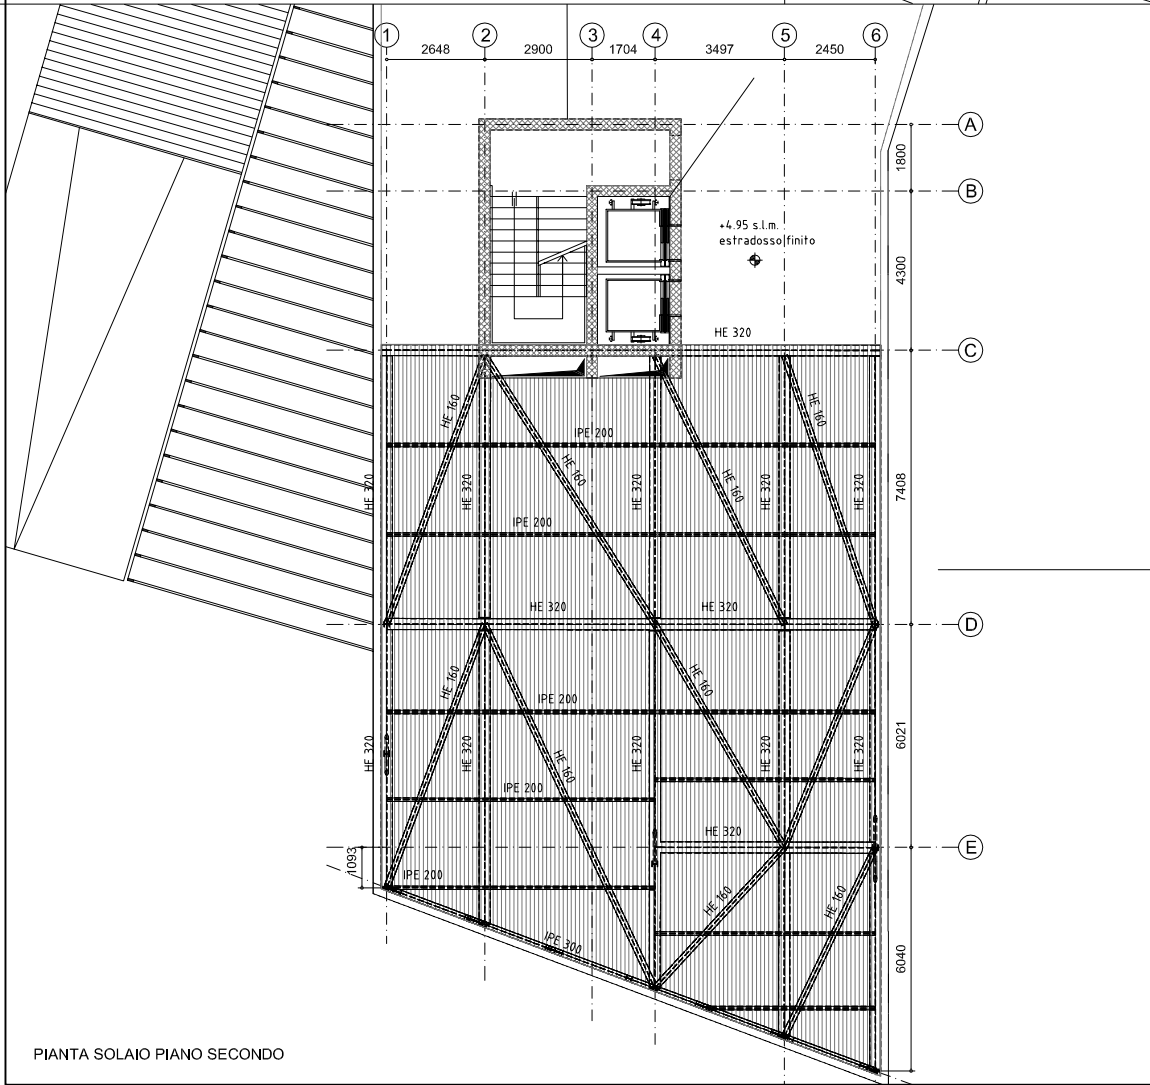 1 2 3 4 5 6
2648 2900 1704 3497 2450
A
1800
B
+4.95 s.l.m.
estradosso finito
4300
HE 320
C
HE 160
HE 160
IPE 200
HE 160
HE 160
HE 320
HE 320
HE 320
HE 320
HE 320
7408
IPE 200
HE 320
HE 320
D
HE 160
HE 160
IPE 200
HE 320
HE 320
HE 320
HE 320
HE 320
6021
HE 160
IPE 200
HE 320
E
1093
IPE 200
HE 160
HE 160
IPE 300
6040
PIANTA SOLAIO PIANO SECONDO